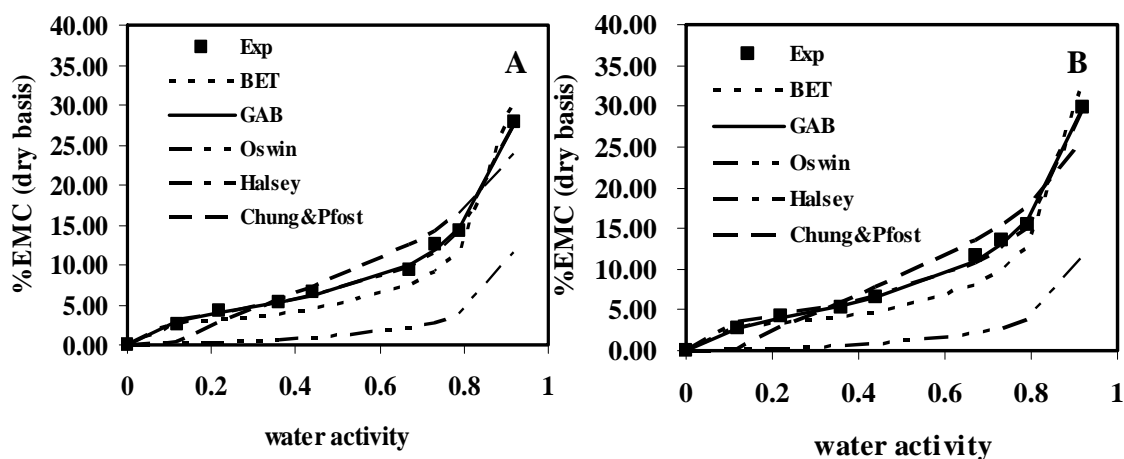 %EMC (dry basis)
40.00
35.00
30.00
25.00
20.00
15.00
10.00
5.00
0.00
Exp
BET
GAB
Oswin
Halsey
Chung&Pfost
A
0 0.2 0.4 0.6 0.8 1
water activity
%EMC (dry basis)
40.00
35.00
30.00
25.00
20.00
15.00
10.00
5.00
0.00
Exp
BET
GAB
Oswin
Halsey
Chung&Pfost
B
0 0.2 0.4 0.6 0.8 1
water activity